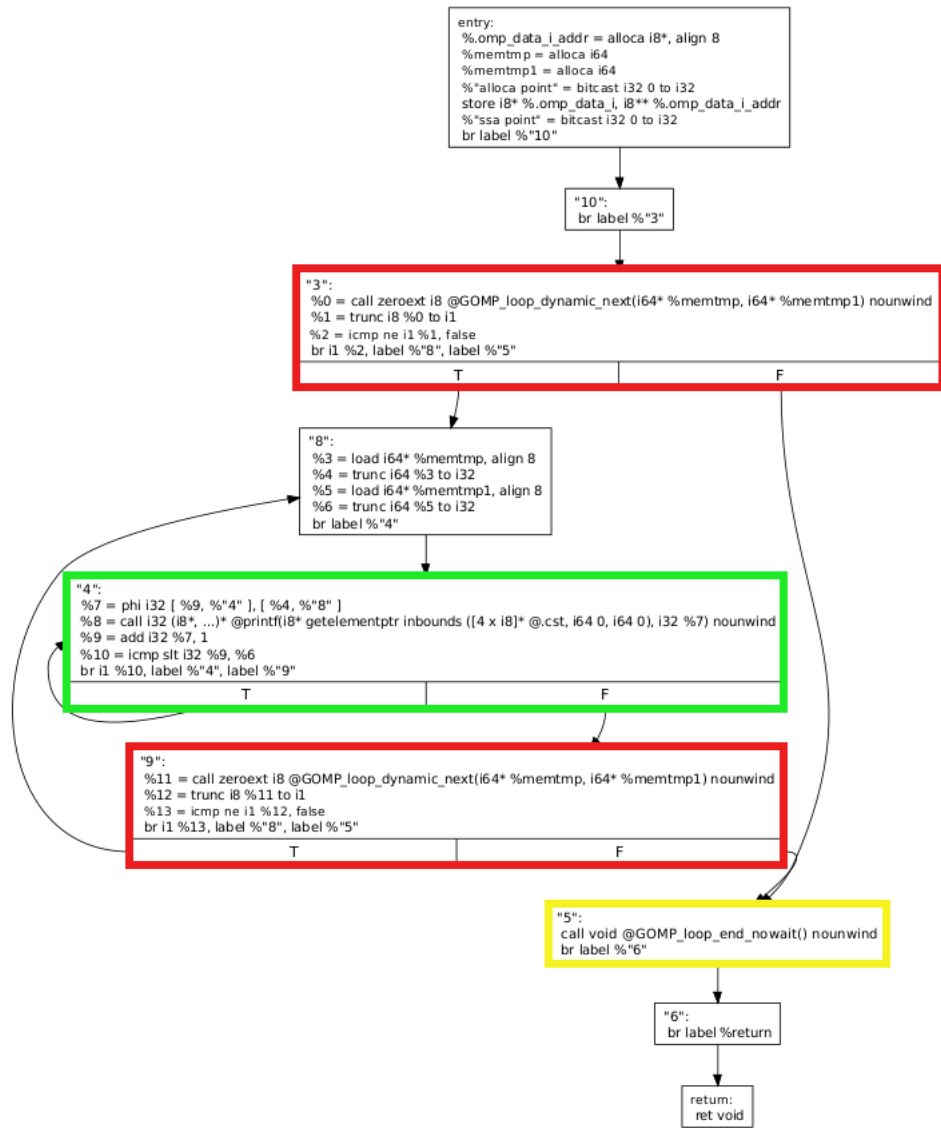 entry:
%.omp_data_i_addr = alloca i8*, align 8
%memtmp = alloca i64
%memtmp1 = alloca i64
%"alloca point" = bitcast i32 0 to i32
store i8* %.omp_data_i, i8** %.omp_data_i_addr
%"ssa point" = bitcast i32 0 to i32
br label %"10"
"10":
br label %"3"
"3":
%0 = call zeroext i8 @GOMP_loop_dynamic_next(i64* %memtmp, i64* %memtmp1) nounwind
%1 = trunc i8 %0 to i1
%2 = icmp ne i1 %1, false
br i1 %2, label %"8", label %"5"
T F
"8":
%3 = load i64* %memtmp, align 8
%4 = trunc i64 %3 to i32
%5 = load i64* %memtmp1, align 8
%6 = trunc i64 %5 to i32
br label %"4"
"4":
%7 = phi i32 [ %9, %"4" ], [ %4, %"8" ]
%8 = call i32 (i8*, ...)* @printf(i8* getelementptr inbounds ([4 x i8]* @.cst, i64 0, i64 0), i32 %7) nounwind
%9 = add i32 %7, 1
%10 = icmp slt i32 %9, %6
br i1 %10, label %"4", label %"9"
T F
"9":
%11 = call zeroext i8 @GOMP_loop_dynamic_next(i64* %memtmp, i64* %memtmp1) nounwind
%12 = trunc i8 %11 to i1
%13 = icmp ne i1 %12, false
br i1 %13, label %"8", label %"5"
T F
"5":
call void @GOMP_loop_end_nowait() nounwind
br label %"6"
"6":
br label %return
return:
ret void